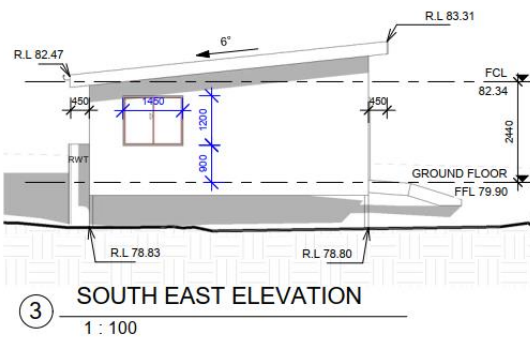 R.L 83.31
R.L 82.47
6°
FCL
82.34
450
1450
450
1200
2440
RWT
900
GROUND FLOOR
FFL 79.90
R.L 78.83
R.L 78.80
3
SOUTH EAST ELEVATION
1 : 100